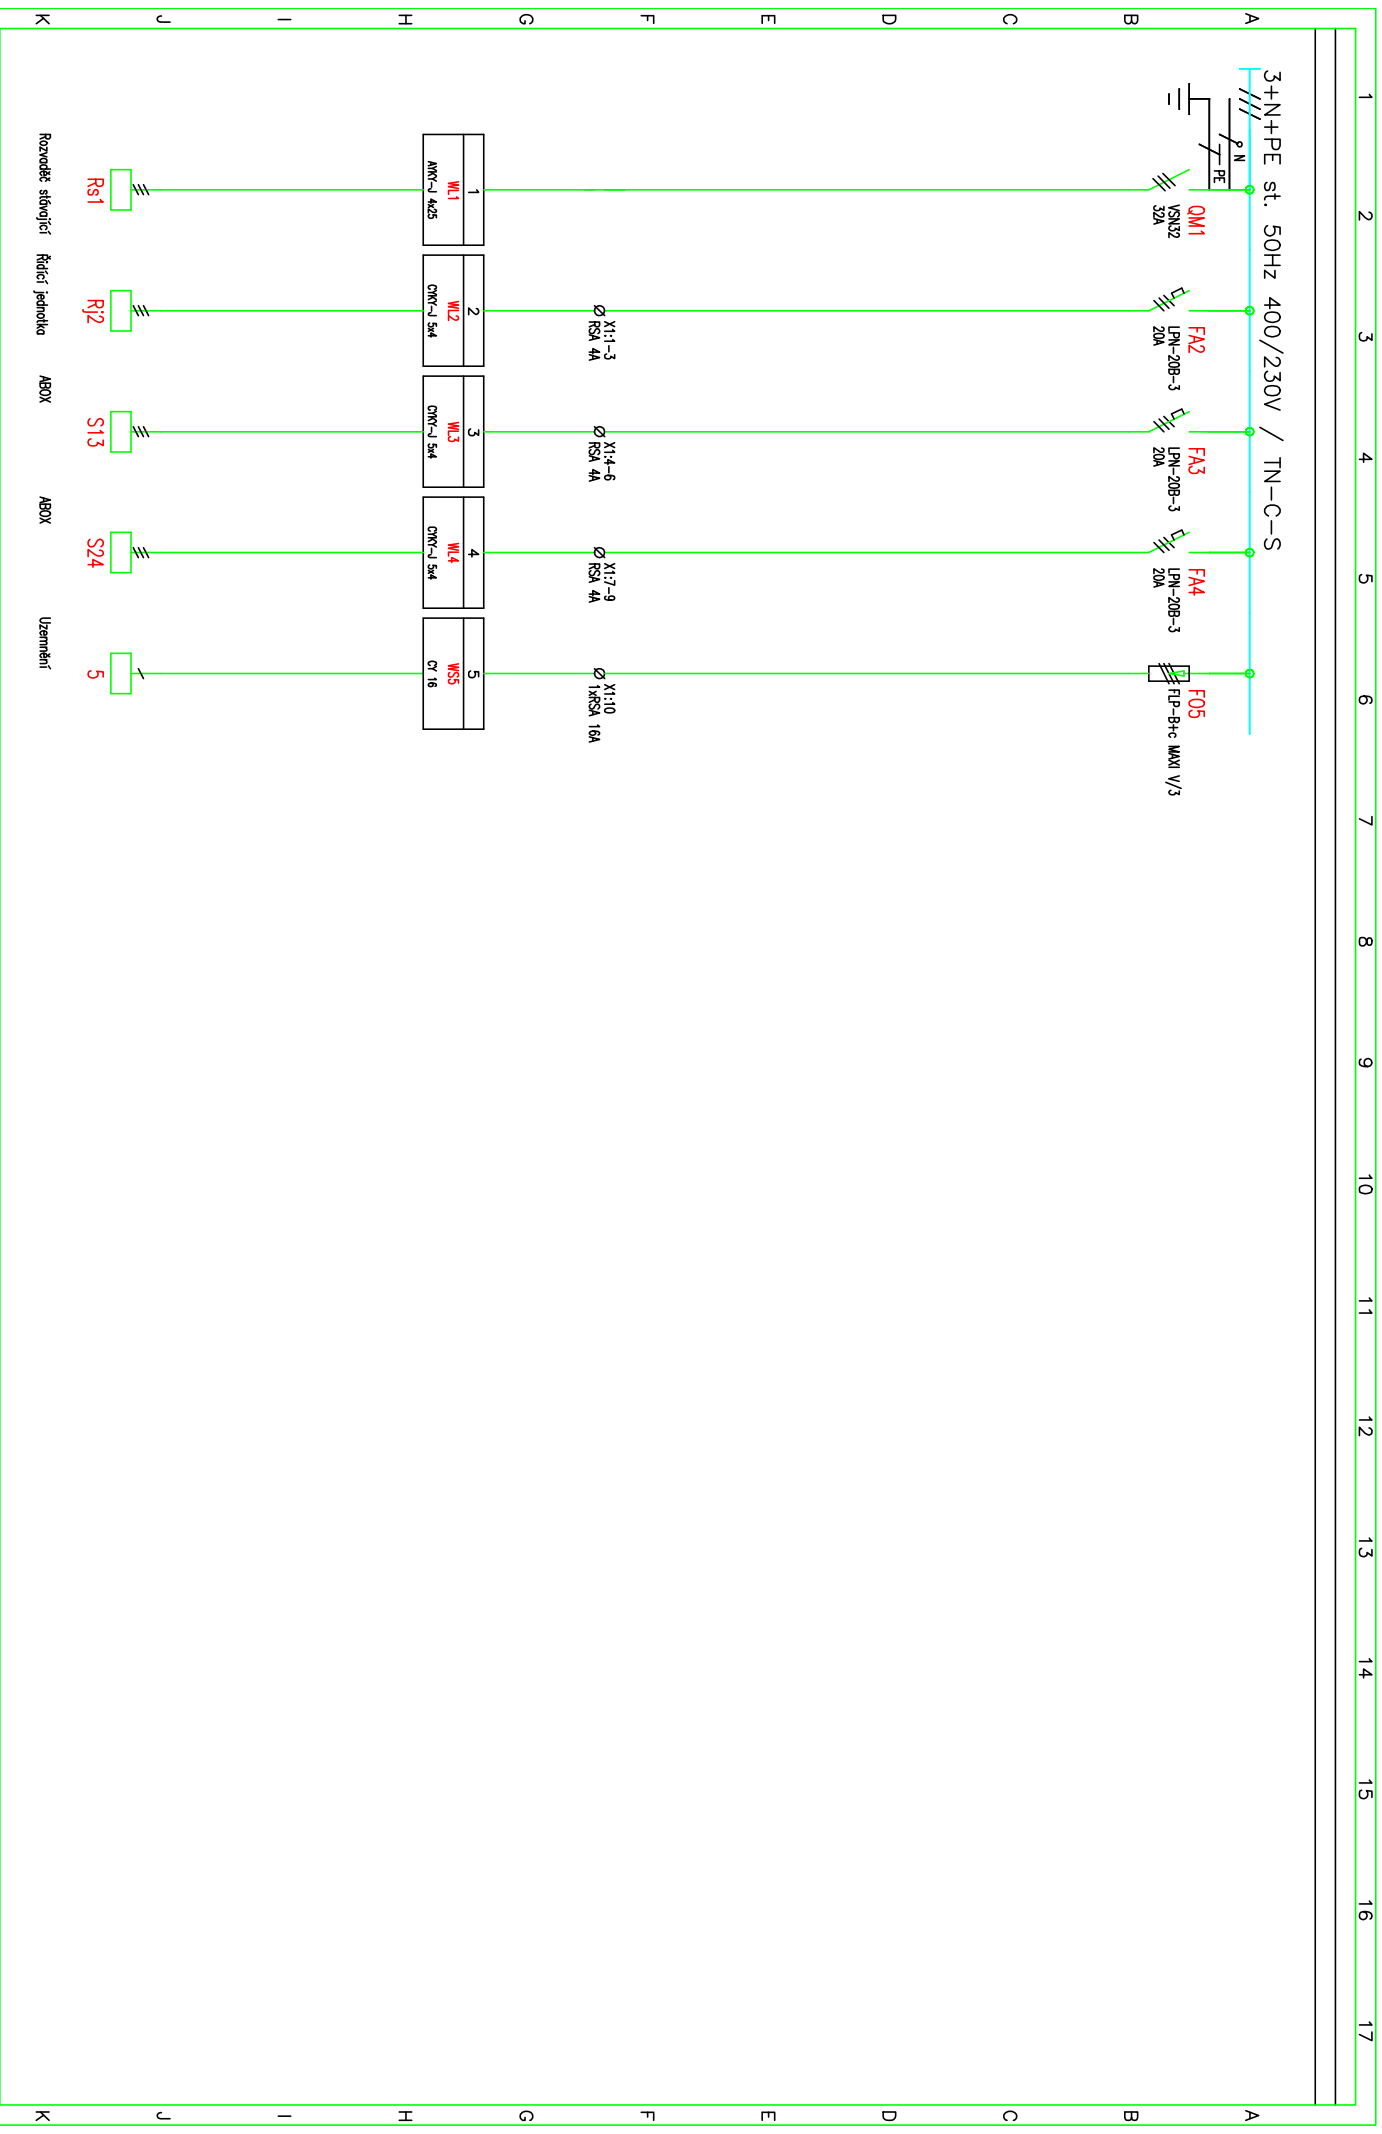 1 2 3 4 5 6 7 8 9 10 11 12 13 14 15 16 17
A A
3+N+PE st. 50Hz 400/230V / TN-C-S
N
PE
QM1
VSN32
32A
FA2
LPN-20B-3
20A
FA3
LPN-20B-3
20A
FA4
LPN-20B-3
20A
FO5
FLP-B+c MAXI V/3
B B
C C
D D
E E
F F
X1:1-3
RSA 4A
X1:4-6
RSA 4A
X1:7-9
RSA 4A
X1:10
1xRSA 16A
G G
1
WL1
AYKY-J 4x25
2
WL2
CYKY-J 5x4
3
WL3
CYKY-J 5x4
4
WL4
CYKY-J 5x4
5
WS5
CY 16
H H
I I
J J
Rs1
Rj2
S13
S24
5
Rozvaděč stávající
Řídící jednotka
ABOX
ABOX
Uzemnění
K K